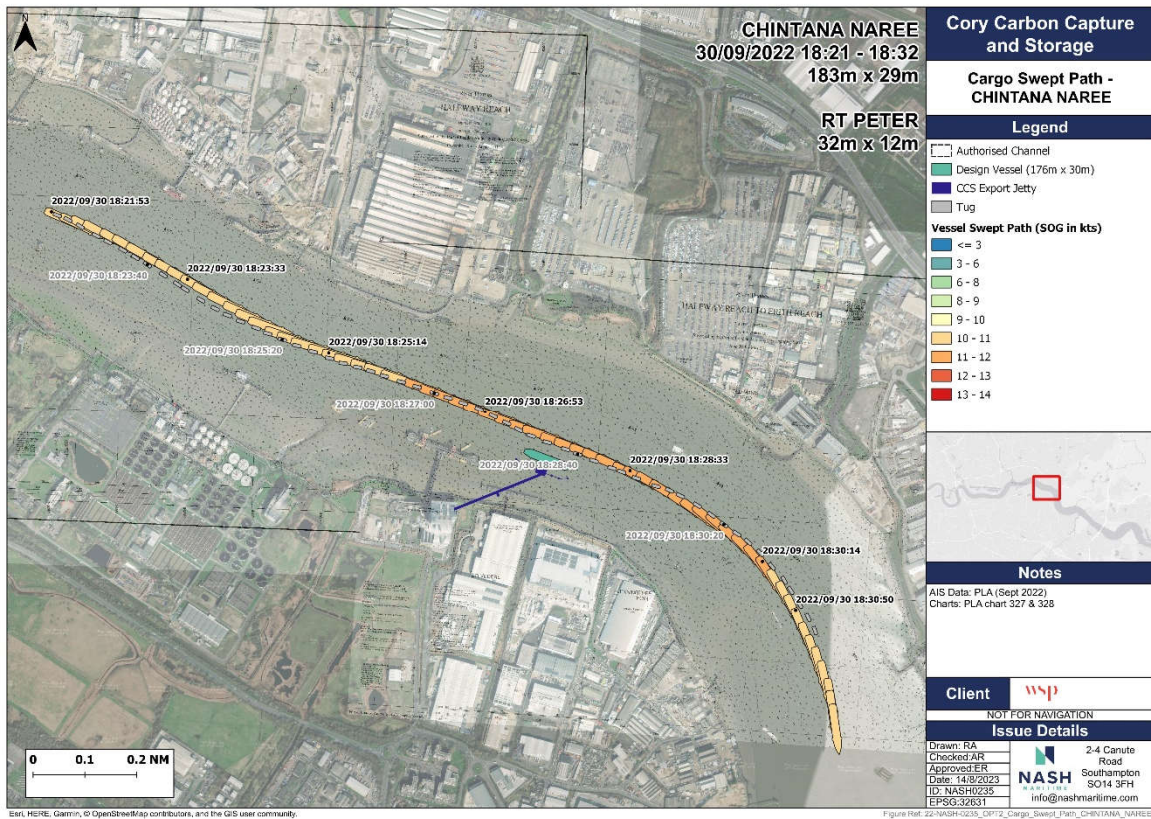 N
CHINTANA NAREE
30/09/2022 18:21 - 18:32
183m x 29m
RT PETER
32m x 12m
HALFWAY REACH
HALFWAY REACH TO ERITH REACH
2022/09/30 18:21:53
2022/09/30 18:23:40
2022/09/30 18:23:33
2022/09/30 18:25:20
2022/09/30 18:25:14
2022/09/30 18:27:00
2022/09/30 18:26:53
2022/09/30 18:28:40
2022/09/30 18:28:33
2022/09/30 18:30:20
2022/09/30 18:30:14
2022/09/30 18:30:50
0 0.1 0.2 NM
Esri, HERE, Garmin, © OpenStreetMap contributors, and the GIS user community.
Cory Carbon Capture
and Storage
Cargo Swept Path -
CHINTANA NAREE
Legend
Authorised Channel
Design Vessel (176m x 30m)
CCS Export Jetty
Tug
Vessel Swept Path (SOG in kts)
<= 3
3 - 6
6 - 8
8 - 9
9 - 10
10 - 11
11 - 12
12 - 13
13 - 14
Notes
AIS Data: PLA (Sept 2022)
Charts: PLA chart 327 & 328
Client
wsp
NOT FOR NAVIGATION
Issue Details
Drawn: RA
Checked:AR
Approved:ER
Date: 14/8/2023
ID: NASH0235
EPSG:32631
NASH
MARITIME
2-4 Canute
Road
Southampton
SO14 3FH
info@nashmaritime.com
Figure Ref: 22-NASH-0235_OPT2_Cargo_Swept_Path_CHINTANA_NAREE